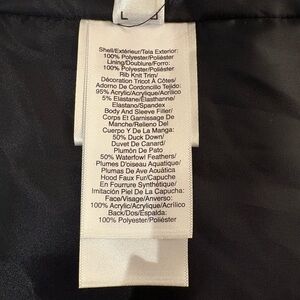 L
Shell/Extérieur/Tela Exterior:
100% Polyester/Poliéster
Lining/Doublure/Forro:
100% Polyester/Poliéster
Rib Knit Trim/
Décoration Tricot À Côtes/
Adorno De Cordoncillo Tejido:
95% Acrylic/Acrylique/Acrílico
5% Elastane/Élasthanne/
Elastano/Spandex
Body And Sleeve Filler/
Corps Et Garnissage De
Manche/Relleno Del
Cuerpo Y De La Manga:
50% Duck Down/
Duvet De Canard/
Plumón De Pato
50% Waterfowl Feathers/
Plumes D'oiseau Aquatique/
Plumas De Ave Acuática
Hood Faux Fur/Capuche
En Fourrure Synthétique/
Imitación Piel De La Capucha:
Face/Visage/Anverso:
100% Acrylic/Acrylique/Acrílico
Back/Dos/Espalda:
100% Polyester/Poliéster